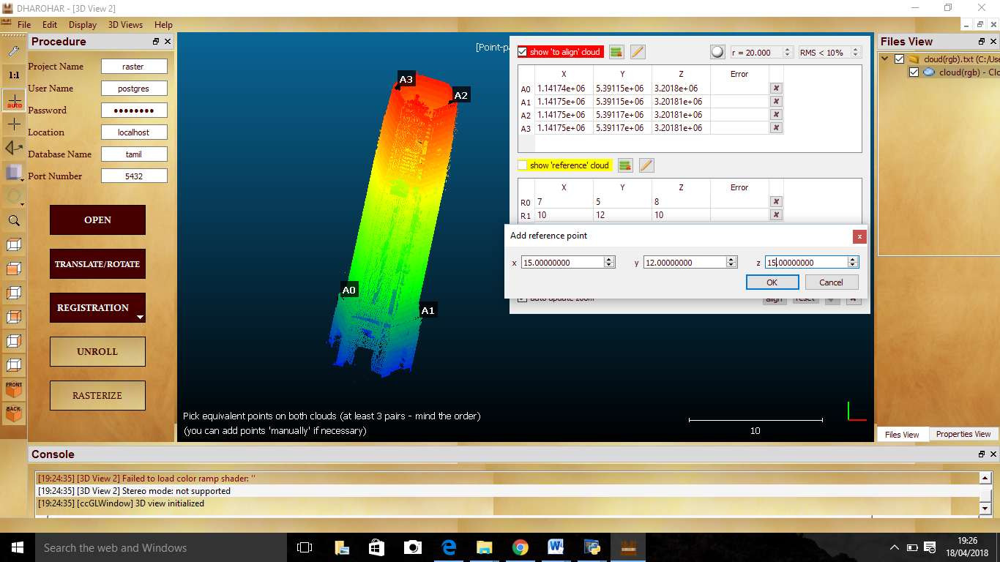 DHAROHAR - [3D View 2]
File Edit Display 3D Views Help
Procedure
Project Name raster
User Name postgres
Password ●●●●●●●●
Location localhost
Database Name tamil
Port Number 5432
OPEN
TRANSLATE/ROTATE
REGISTRATION
UNROLL
RASTERIZE
1:1
auto
FRONT
BACK
[Point-pa
A3
A2
A0
A1
Pick equivalent points on both clouds (at least 3 pairs - mind the order)
(you can add points 'manually' if necessary)
10
show 'to align' cloud r = 20.000 RMS < 10%
X Y Z Error
A0 1.14174e+06 5.39115e+06 3.2018e+06
A1 1.14175e+06 5.39115e+06 3.20181e+06
A2 1.14175e+06 5.39117e+06 3.20181e+06
A3 1.14175e+06 5.39117e+06 3.20181e+06
show 'reference' cloud
X Y Z Error
R0 7 5 8
R1 10 12 10
Add reference point
x 15.00000000 y 12.00000000 z 15.00000000
OK Cancel
auto update zoom align reset
Files View
cloud(rgb).txt (C:/Use
cloud(rgb) - Clo
Files View Properties View
Console
[19:24:35] [3D View 2] Failed to load color ramp shader: ''
[19:24:35] [3D View 2] Stereo mode: not supported
[19:24:35] [ccGLWindow] 3D view initialized
Search the web and Windows
19:26
18/04/2018